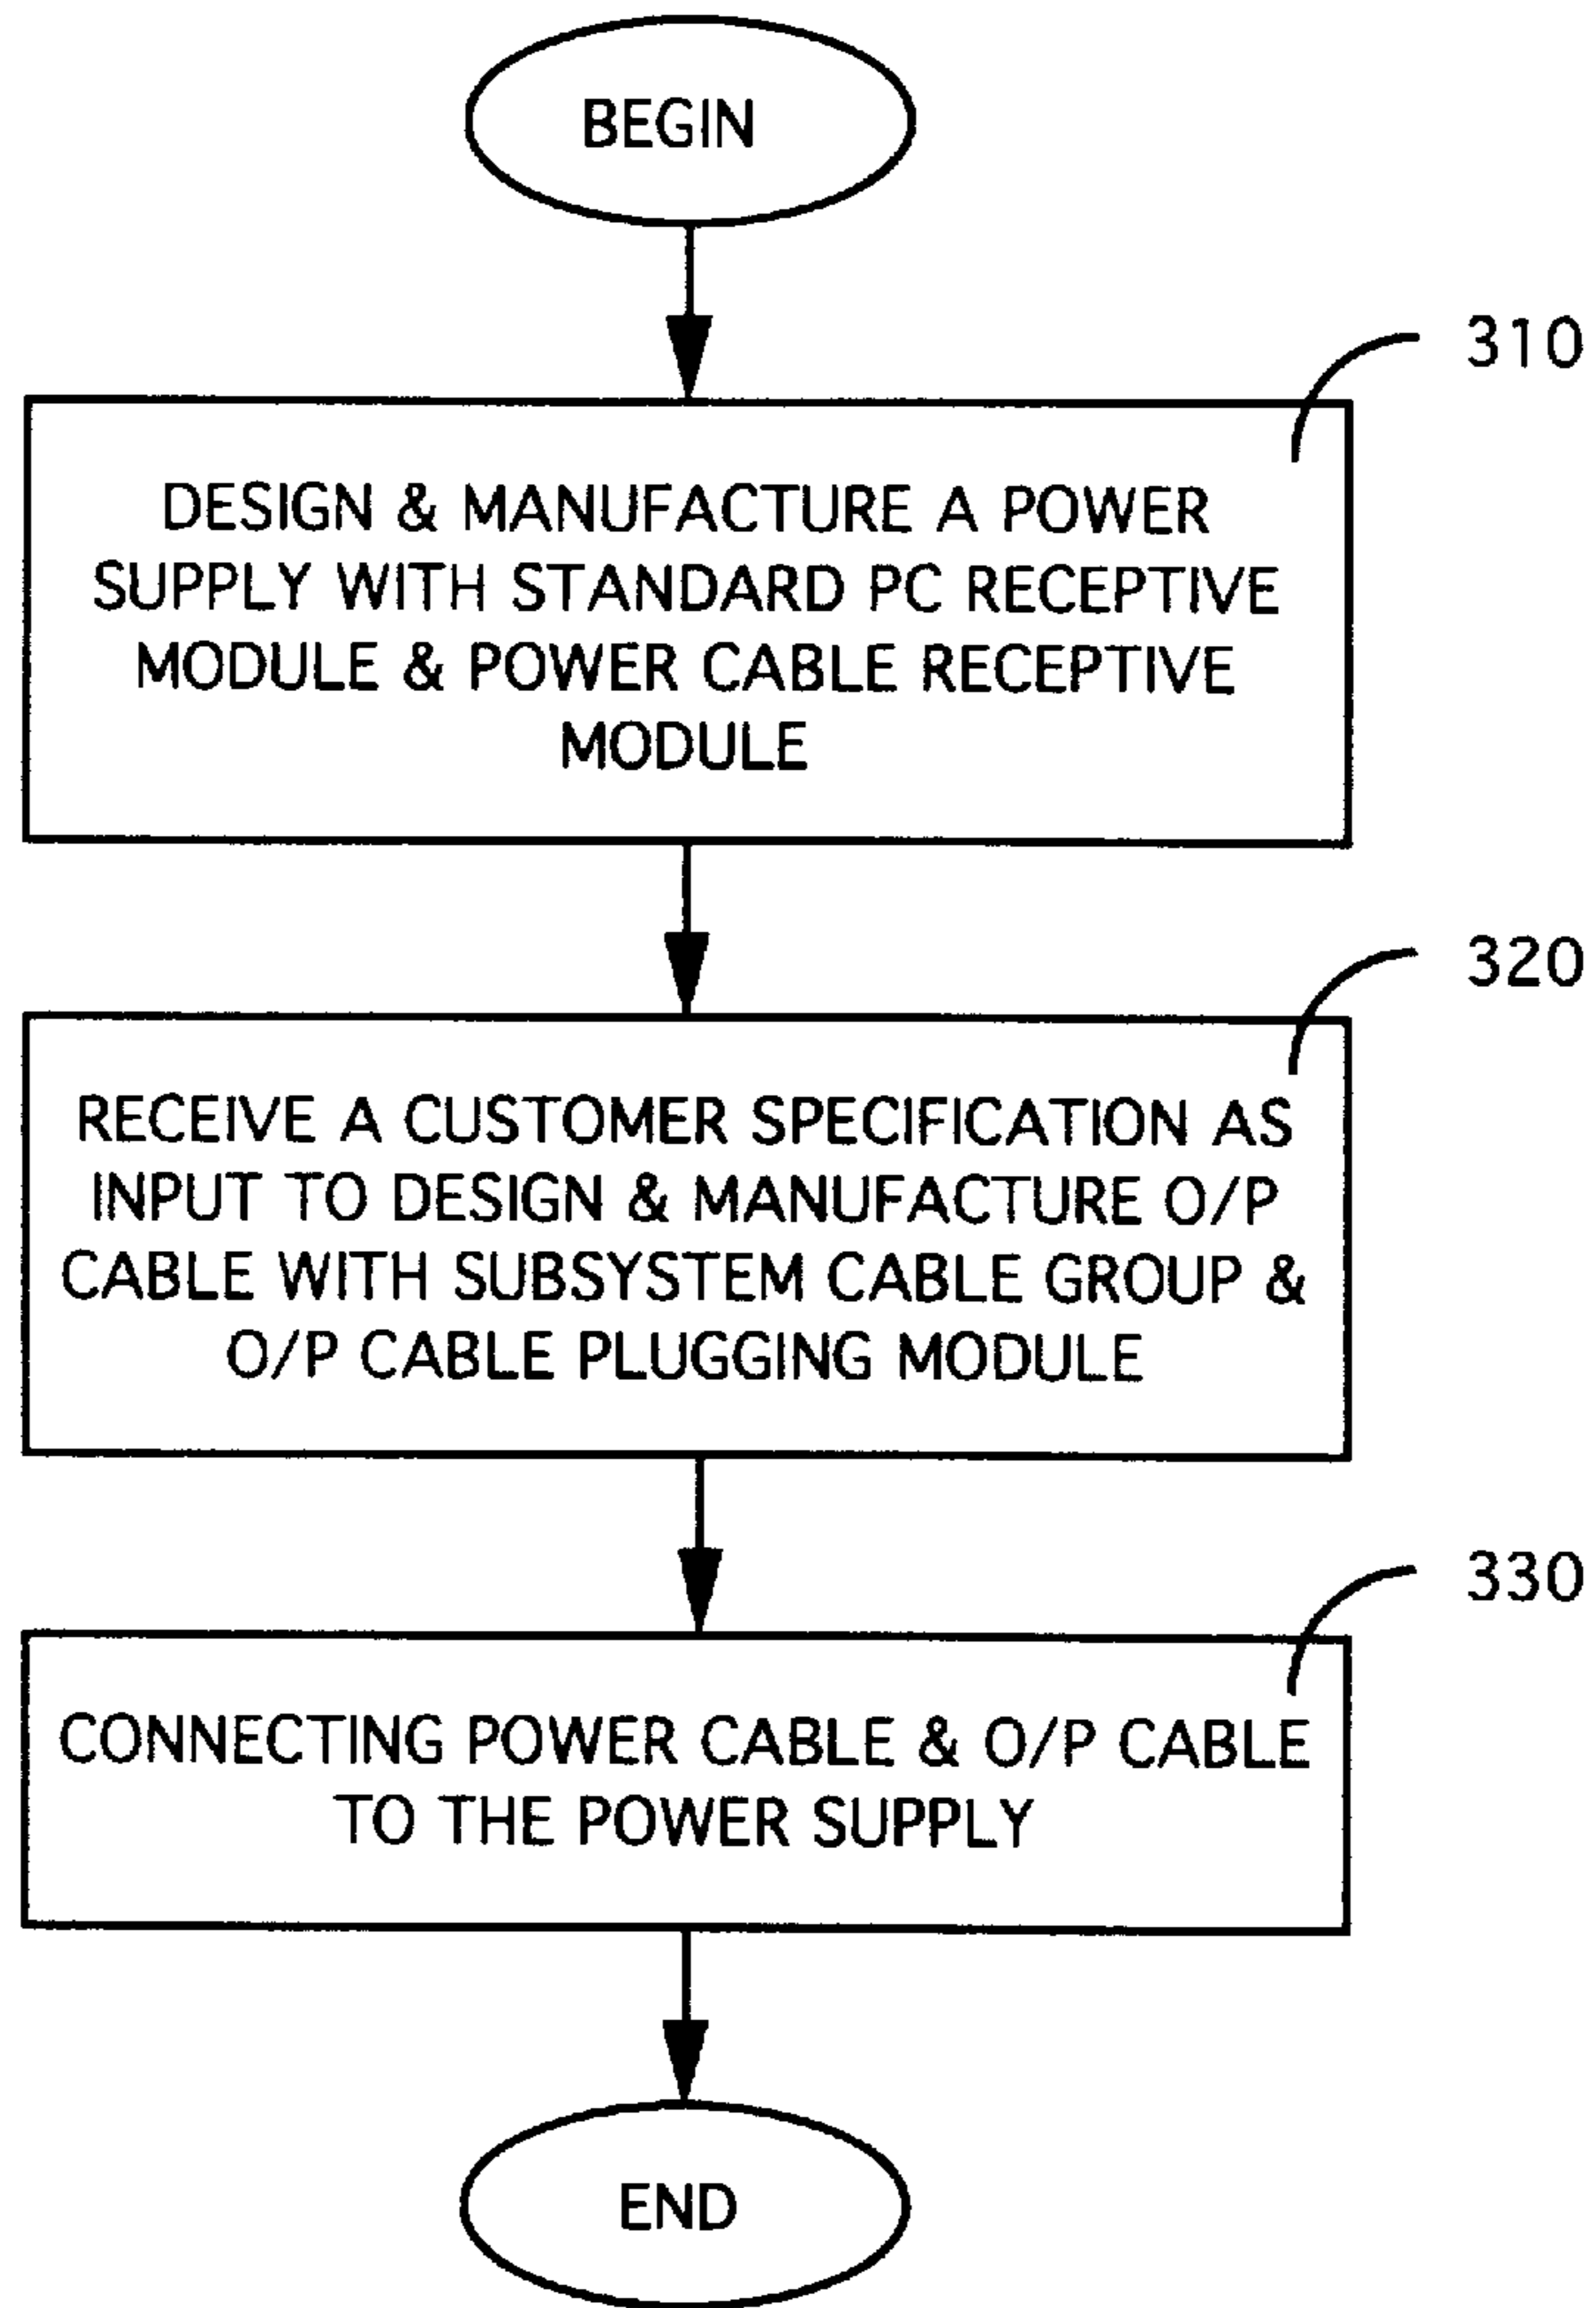 BEGIN
310
DESIGN & MANUFACTURE A POWER
SUPPLY WITH STANDARD PC RECEPTIVE
MODULE & POWER CABLE RECEPTIVE
MODULE
320
RECEIVE A CUSTOMER SPECIFICATION AS
INPUT TO DESIGN & MANUFACTURE O/P
CABLE WITH SUBSYSTEM CABLE GROUP &
O/P CABLE PLUGGING MODULE
330
CONNECTING POWER CABLE & O/P CABLE
TO THE POWER SUPPLY
END